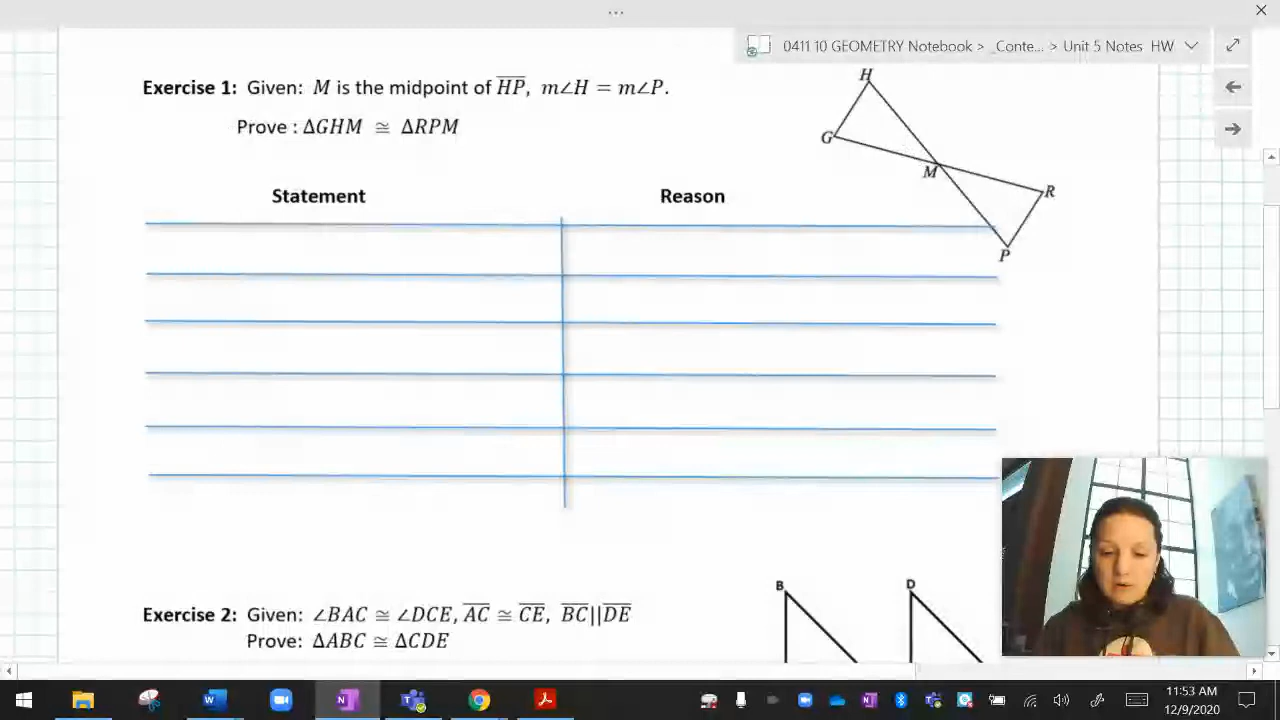 ...
0411 10 GEOMETRY Notebook > _Conte... > Unit 5 Notes HW
Exercise 1: Given: M is the midpoint of HP, m∠H = m∠P.
Prove : ΔGHM ≅ ΔRPM
H
G
M
R
P
Statement Reason
Exercise 2: Given: ∠BAC ≅ ∠DCE, AC ≅ CE, BC||DE
Prove: ΔABC ≅ ΔCDE
B D
11:53 AM
12/9/2020